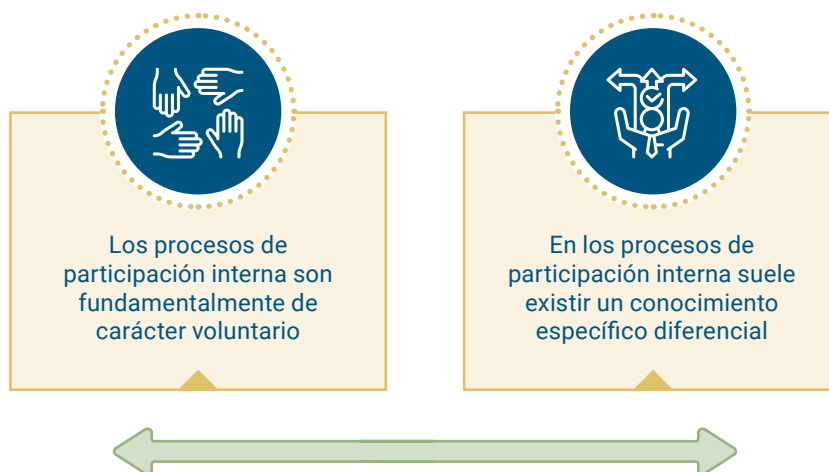 Los procesos de
participación interna son
fundamentalmente de
carácter voluntario
En los procesos de
participación interna suele
existir un conocimiento
específico diferencial